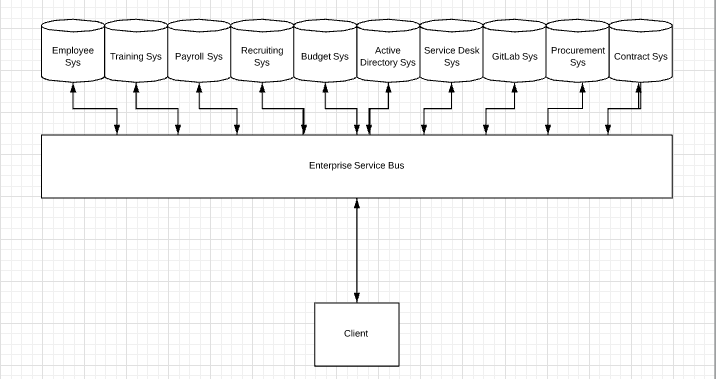 Employee
Sys
Training Sys
Payroll Sys
Recruiting
Sys
Budget Sys
Active
Directory Sys
Service Desk
Sys
GitLab Sys
Procurement
Sys
Contract Sys
Enterprise Service Bus
Client